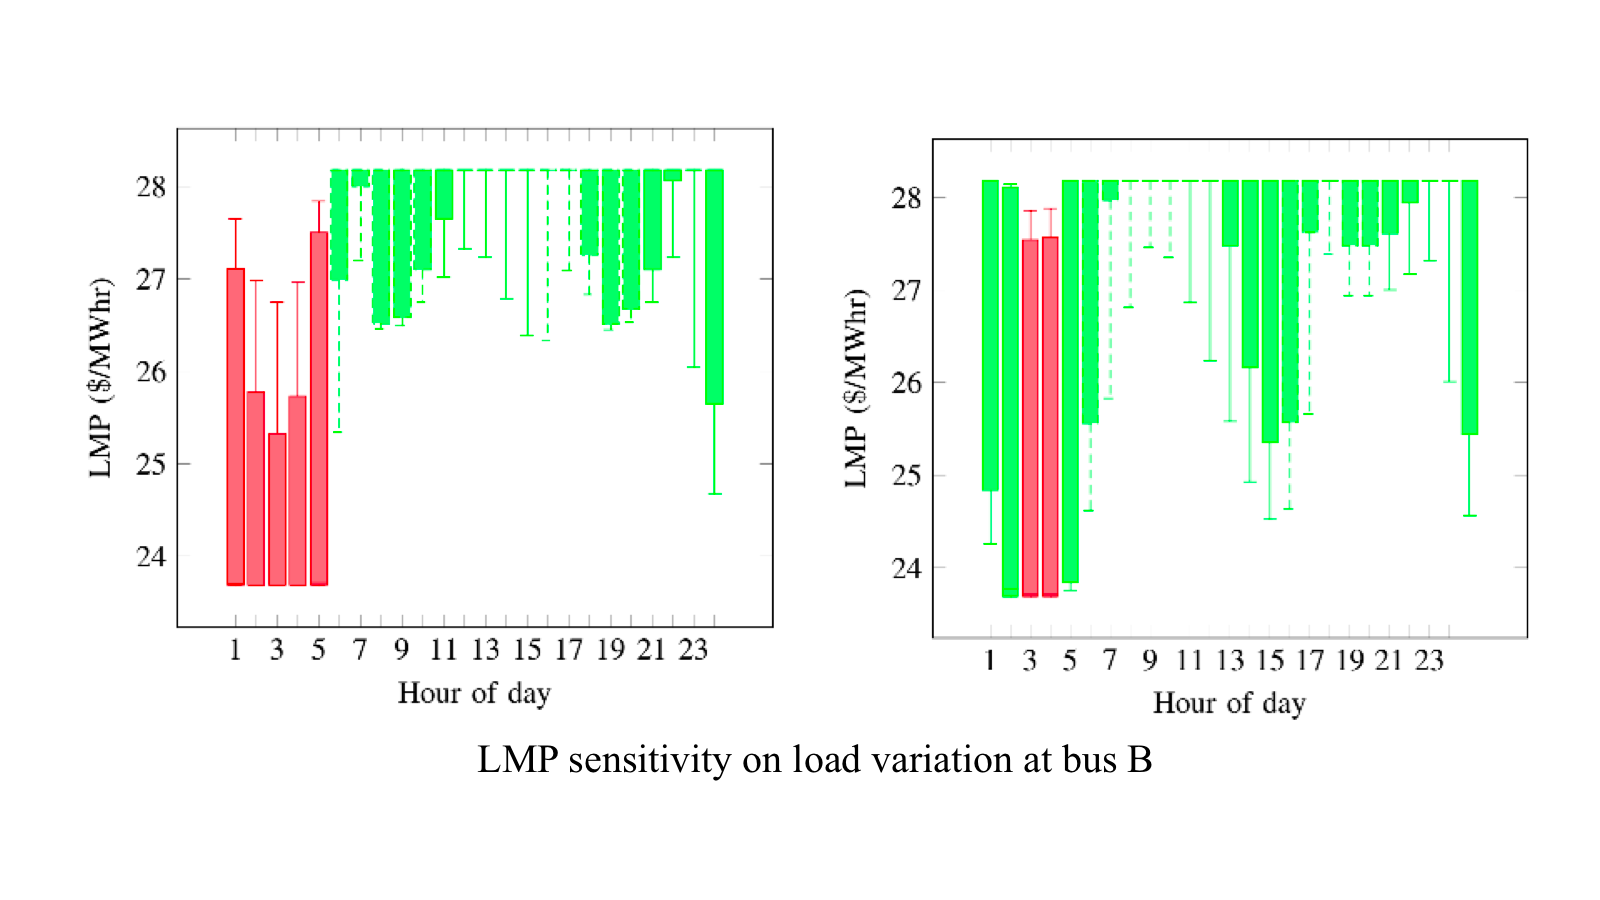 28
27
26
25
24
LMP ($/MWhr)
1 3 5 7 9 11 13 15 17 19 21 23
Hour of day
28
27
26
25
24
LMP ($/MWhr)
1 3 5 7 9 11 13 15 17 19 21 23
Hour of day
LMP sensitivity on load variation at bus B